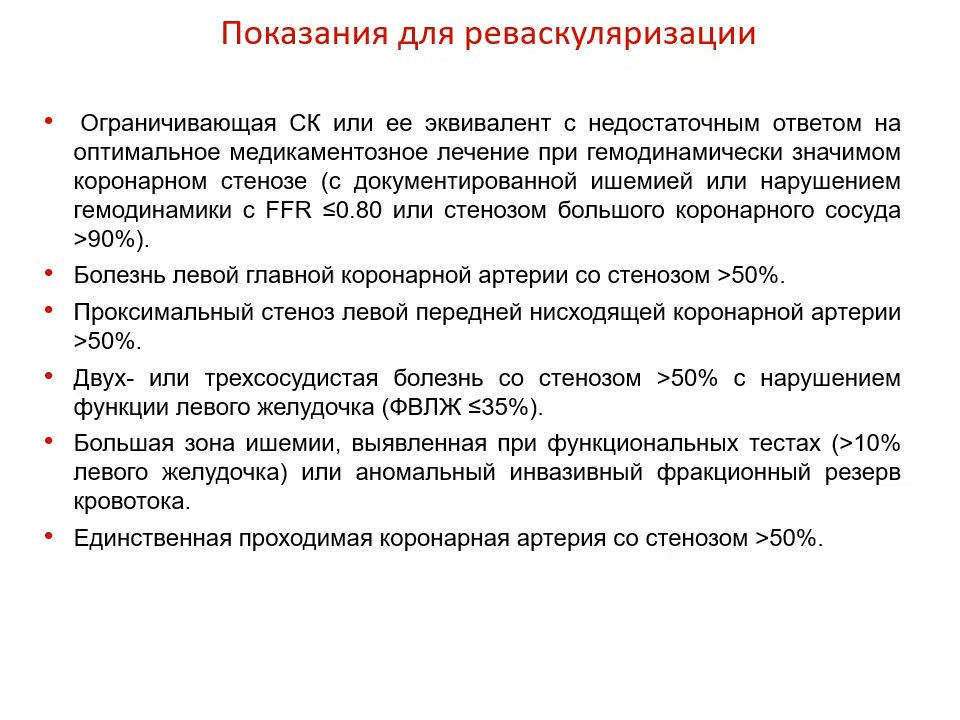 Показания для реваскуляризации
• Ограничивающая СК или ее эквивалент с недостаточным ответом на
оптимальное медикаментозное лечение при гемодинамически значимом
коронарном стенозе (с документированной ишемией или нарушением
гемодинамики с FFR ≤0.80 или стенозом большого коронарного сосуда
>90%).
• Болезнь левой главной коронарной артерии со стенозом >50%.
• Проксимальный стеноз левой передней нисходящей коронарной артерии
>50%.
• Двух- или трехсосудистая болезнь со стенозом >50% с нарушением
функции левого желудочка (ФВЛЖ ≤35%).
• Большая зона ишемии, выявленная при функциональных тестах (>10%
левого желудочка) или аномальный инвазивный фракционный резерв
кровотока.
• Единственная проходимая коронарная артерия со стенозом >50%.